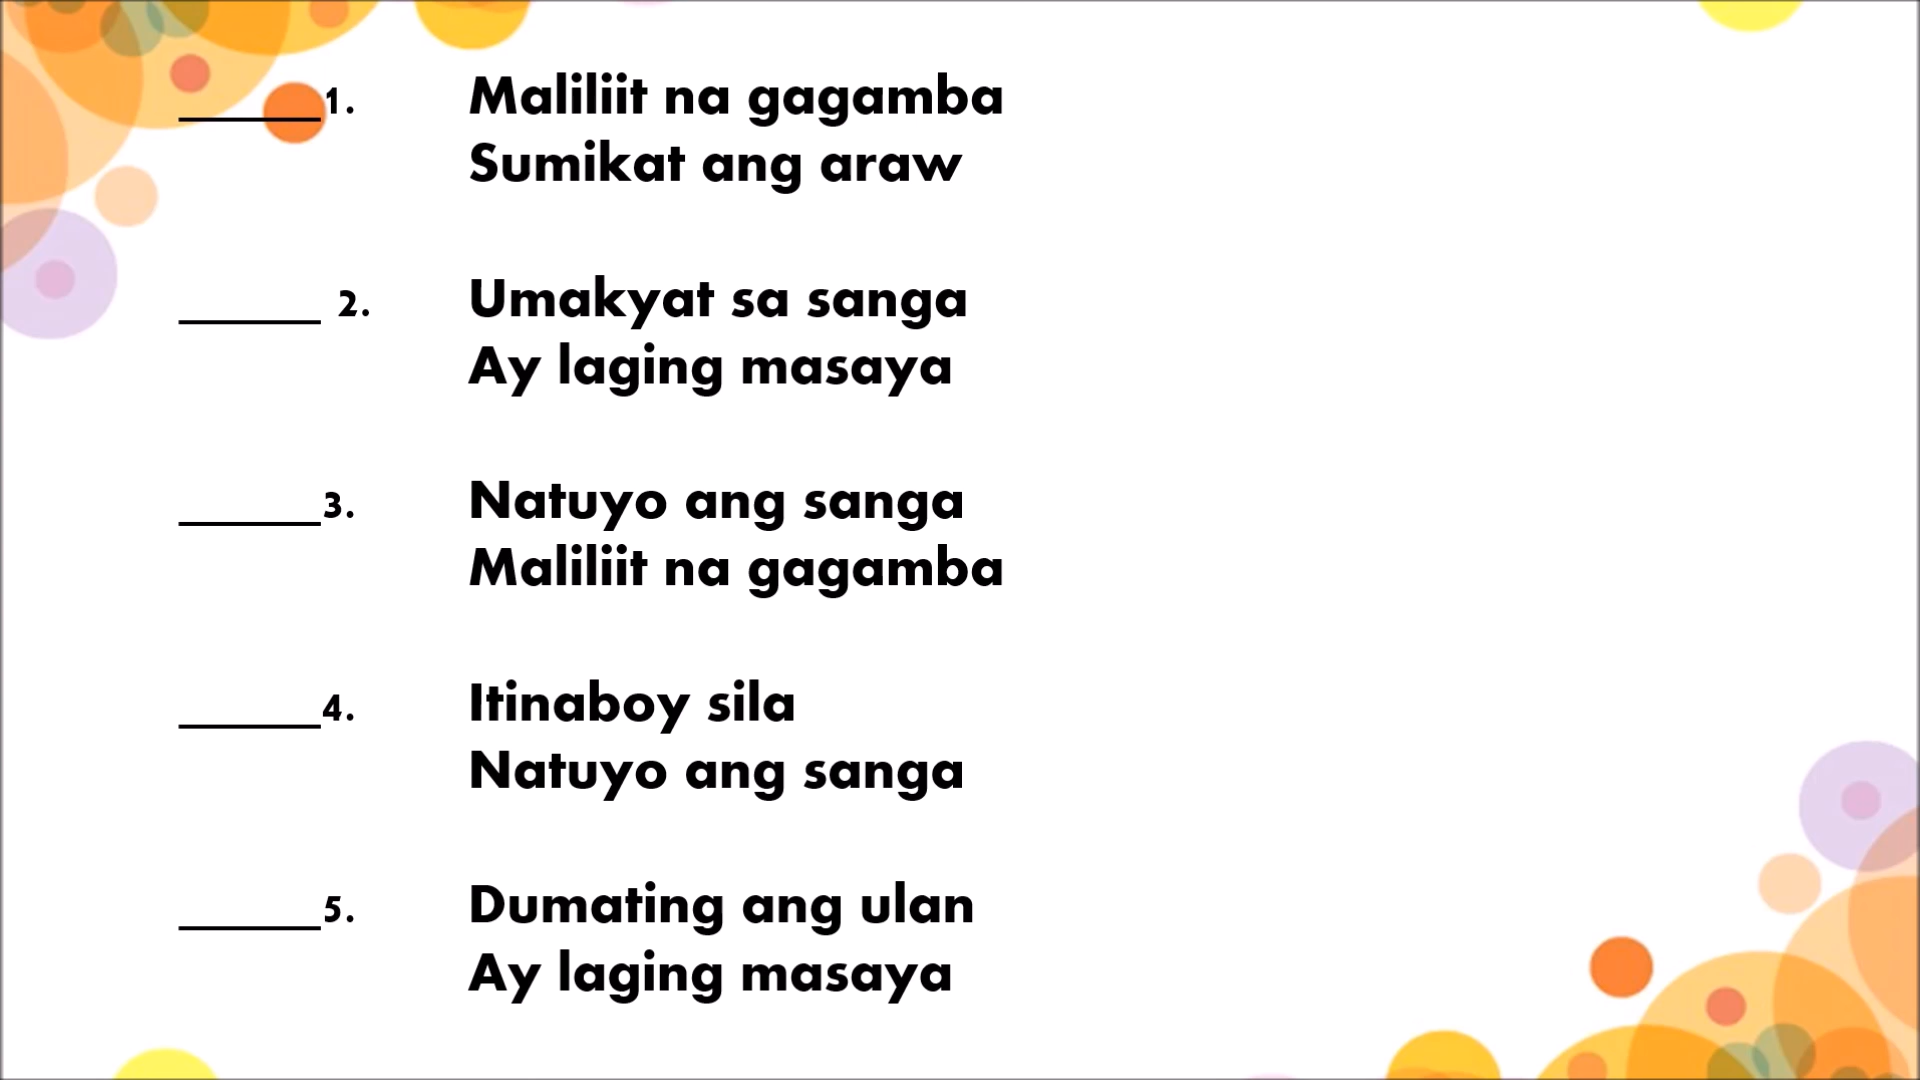 ______1. Maliliit na gagamba
Sumikat ang araw
______ 2. Umakyat sa sanga
Ay laging masaya
______3. Natuyo ang sanga
Maliliit na gagamba
______4. Itinaboy sila
Natuyo ang sanga
______5. Dumating ang ulan
Ay laging masaya